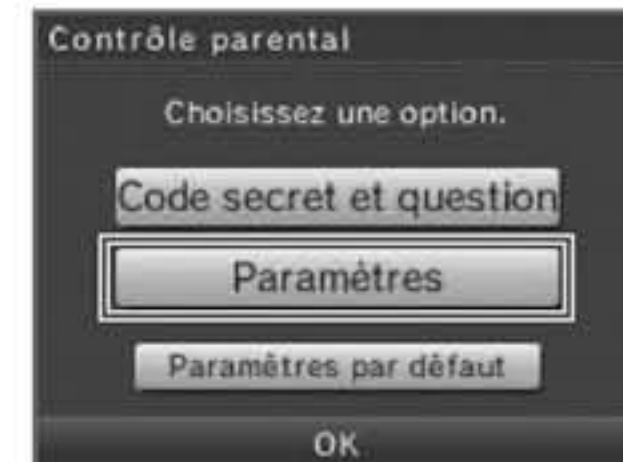 Contrôle parental
Choisissez une option.
Code secret et question
Paramètres
Paramètres par défaut
OK